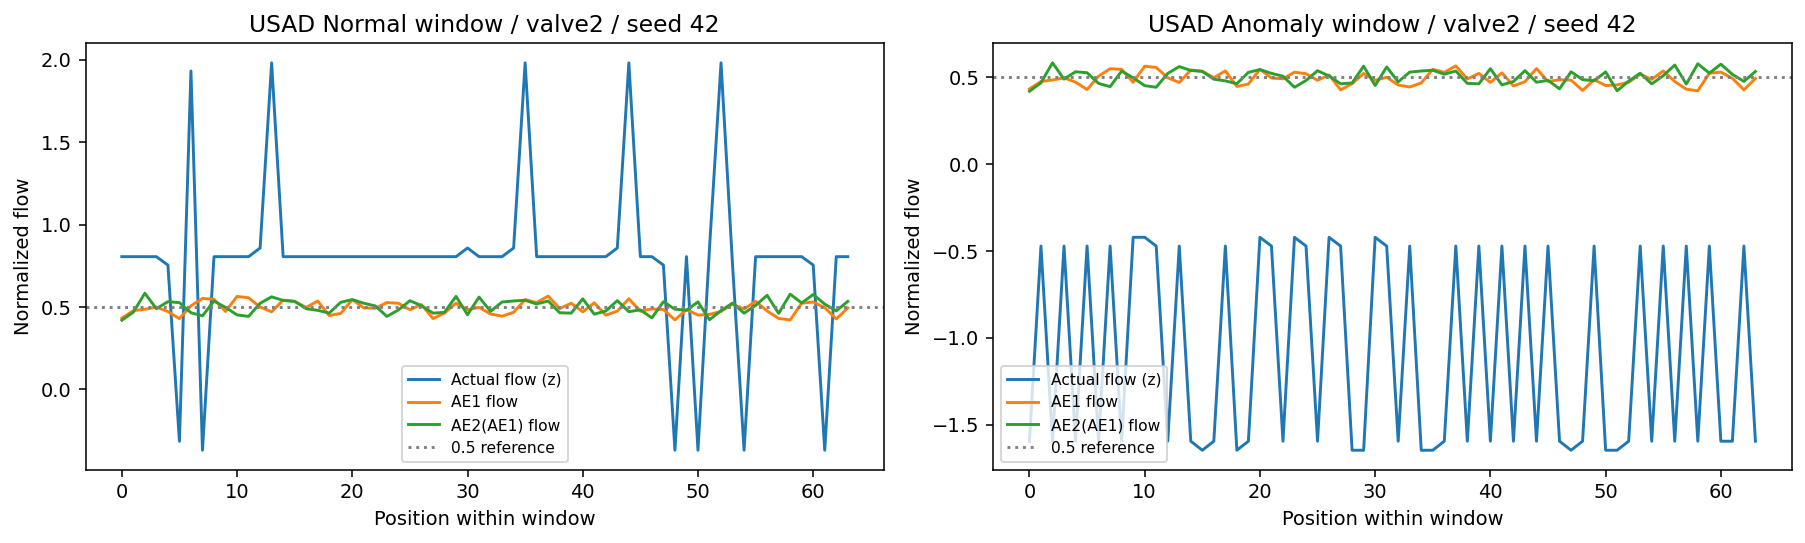 USAD Normal window / valve2 / seed 42
Normalized flow
2.0
1.5
1.0
0.5
0.0
Actual flow (z)
AE1 flow
AE2(AE1) flow
0.5 reference
0 10 20 30 40 50 60
Position within window
USAD Anomaly window / valve2 / seed 42
Normalized flow
0.5
0.0
−0.5
−1.0
−1.5
Actual flow (z)
AE1 flow
AE2(AE1) flow
0.5 reference
0 10 20 30 40 50 60
Position within window